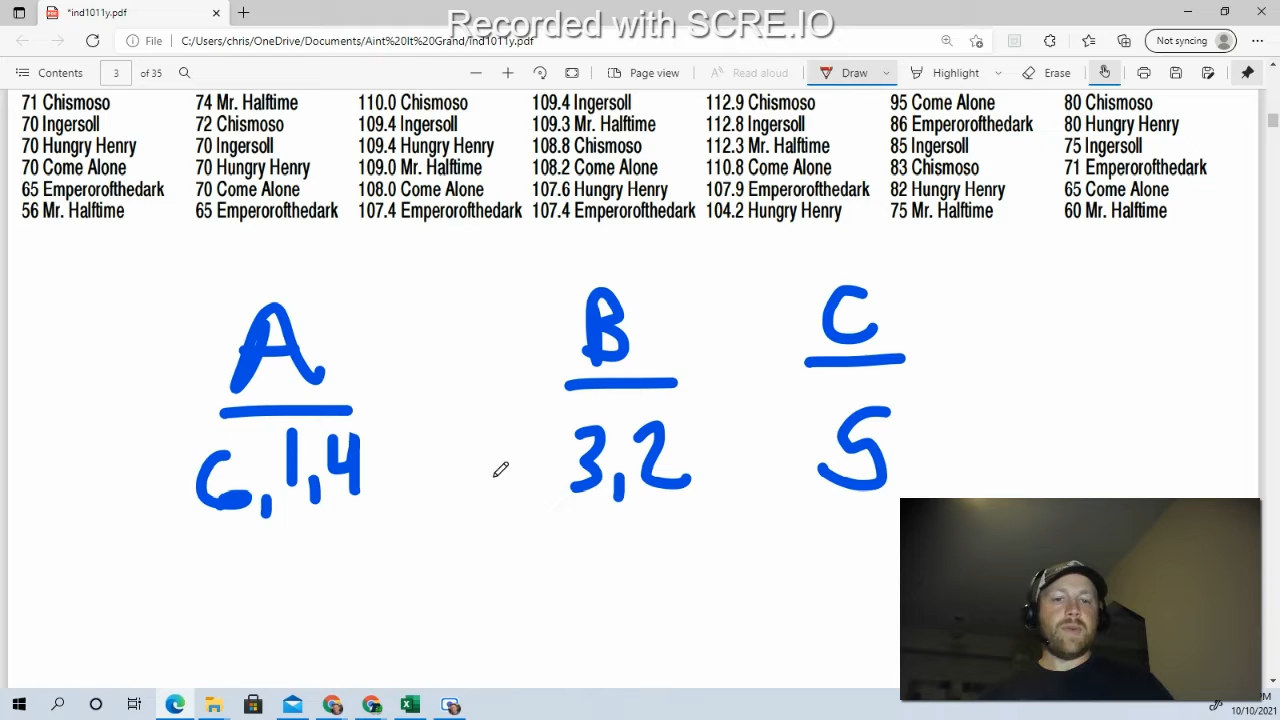 Recorded with SCRE.IO
*ind1011y.pdf
File C:/Users/chris/OneDrive/Documents/Aint%20It%20Grand/ind1011y.pdf Not syncing
Contents of 35 Page view Read aloud Draw Highlight Erase
71 Chismoso 74 Mr. Halftime 110.0 Chismoso 109.4 Ingersoll 112.9 Chismoso 95 Come Alone 80 Chismoso
70 Ingersoll 72 Chismoso 109.4 Ingersoll 109.3 Mr. Halftime 112.8 Ingersoll 86 Emperorofthedark 80 Hungry Henry
70 Hungry Henry 70 Ingersoll 109.4 Hungry Henry 108.8 Chismoso 112.3 Mr. Halftime 85 Ingersoll 75 Ingersoll
70 Come Alone 70 Hungry Henry 109.0 Mr. Halftime 108.2 Come Alone 110.8 Come Alone 83 Chismoso 71 Emperorofthedark
65 Emperorofthedark 70 Come Alone 108.0 Come Alone 107.6 Hungry Henry 107.9 Emperorofthedark 82 Hungry Henry 65 Come Alone
56 Mr. Halftime 65 Emperorofthedark 107.4 Emperorofthedark 107.4 Emperorofthedark 104.2 Hungry Henry 75 Mr. Halftime 60 Mr. Halftime
A B C
6,1,4 3,2 5
10/10/2021